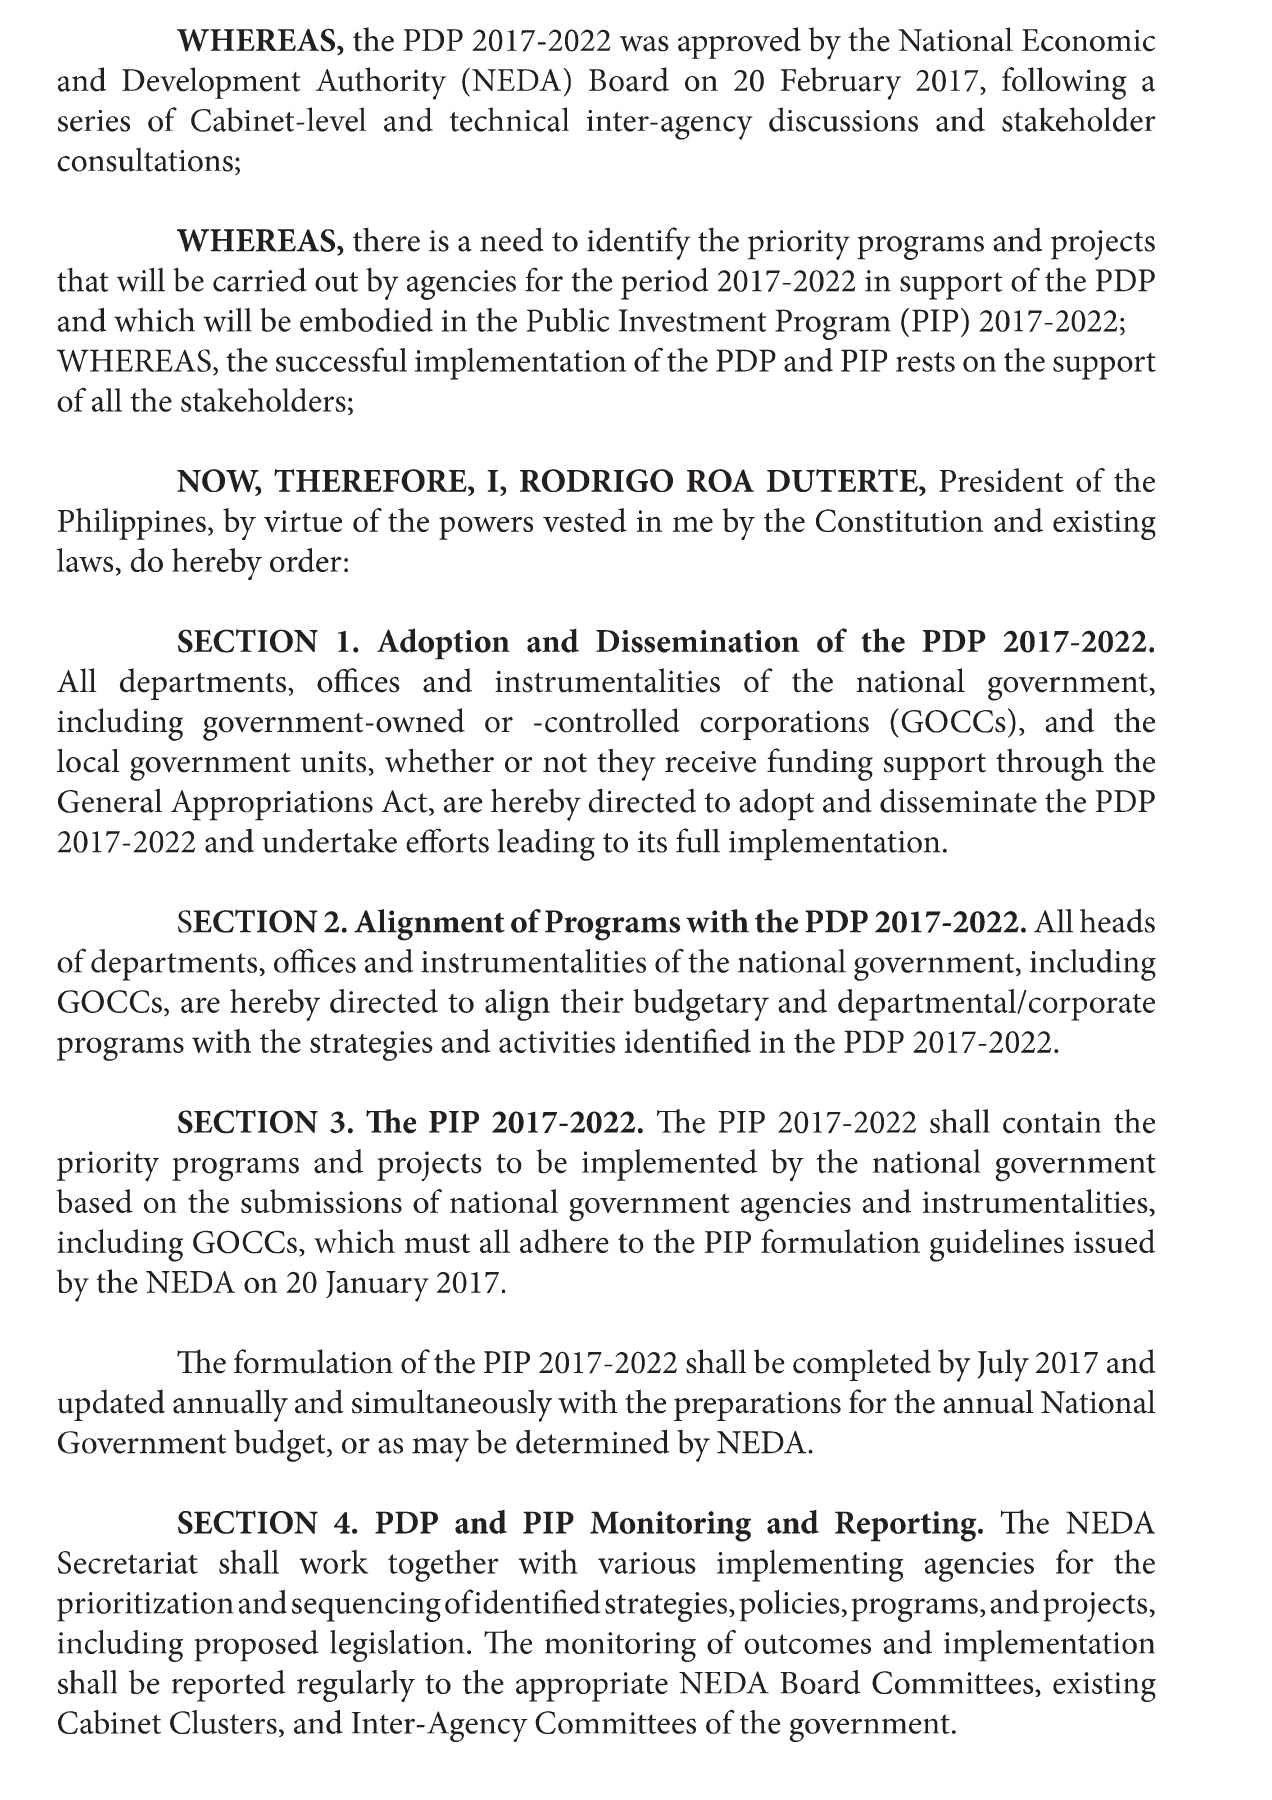 WHEREAS, the PDP 2017-2022 was approved by the National Economic
and Development Authority (NEDA) Board on 20 February 2017, following a
series of Cabinet-level and technical inter-agency discussions and stakeholder
consultations;
WHEREAS, there is a need to identify the priority programs and projects
that will be carried out by agencies for the period 2017-2022 in support of the PDP
and which will be embodied in the Public Investment Program (PIP) 2017-2022;
WHEREAS, the successful implementation of the PDP and PIP rests on the support
of all the stakeholders;
NOW, THEREFORE, I, RODRIGO ROA DUTERTE, President of the
Philippines, by virtue of the powers vested in me by the Constitution and existing
laws, do hereby order:
SECTION 1. Adoption and Dissemination of the PDP 2017-2022.
All departments, offices and instrumentalities of the national government,
including government-owned or -controlled corporations (GOCCs), and the
local government units, whether or not they receive funding support through the
General Appropriations Act, are hereby directed to adopt and disseminate the PDP
2017-2022 and undertake efforts leading to its full implementation.
SECTION 2. Alignment of Programs with the PDP 2017-2022. All heads
of departments, offices and instrumentalities of the national government, including
GOCCs, are hereby directed to align their budgetary and departmental/corporate
programs with the strategies and activities identified in the PDP 2017-2022.
SECTION 3. The PIP 2017-2022. The PIP 2017-2022 shall contain the
priority programs and projects to be implemented by the national government
based on the submissions of national government agencies and instrumentalities,
including GOCCs, which must all adhere to the PIP formulation guidelines issued
by the NEDA on 20 January 2017.
The formulation of the PIP 2017-2022 shall be completed by July 2017 and
updated annually and simultaneously with the preparations for the annual National
Government budget, or as may be determined by NEDA.
SECTION 4. PDP and PIP Monitoring and Reporting. The NEDA
Secretariat shall work together with various implementing agencies for the
prioritization and sequencing of identified strategies, policies, programs, and projects,
including proposed legislation. The monitoring of outcomes and implementation
shall be reported regularly to the appropriate NEDA Board Committees, existing
Cabinet Clusters, and Inter-Agency Committees of the government.